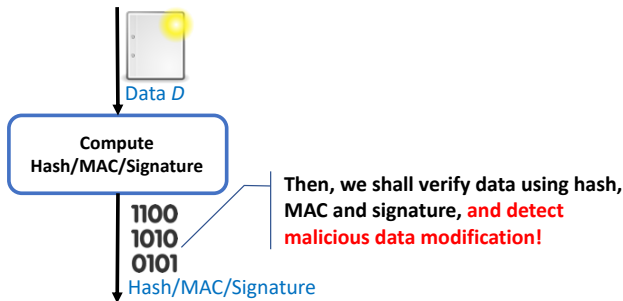 Data D
Compute
Hash/MAC/Signature
Then, we shall verify data using hash,
MAC and signature, and detect
malicious data modification!
1100
1010
0101
Hash/MAC/Signature